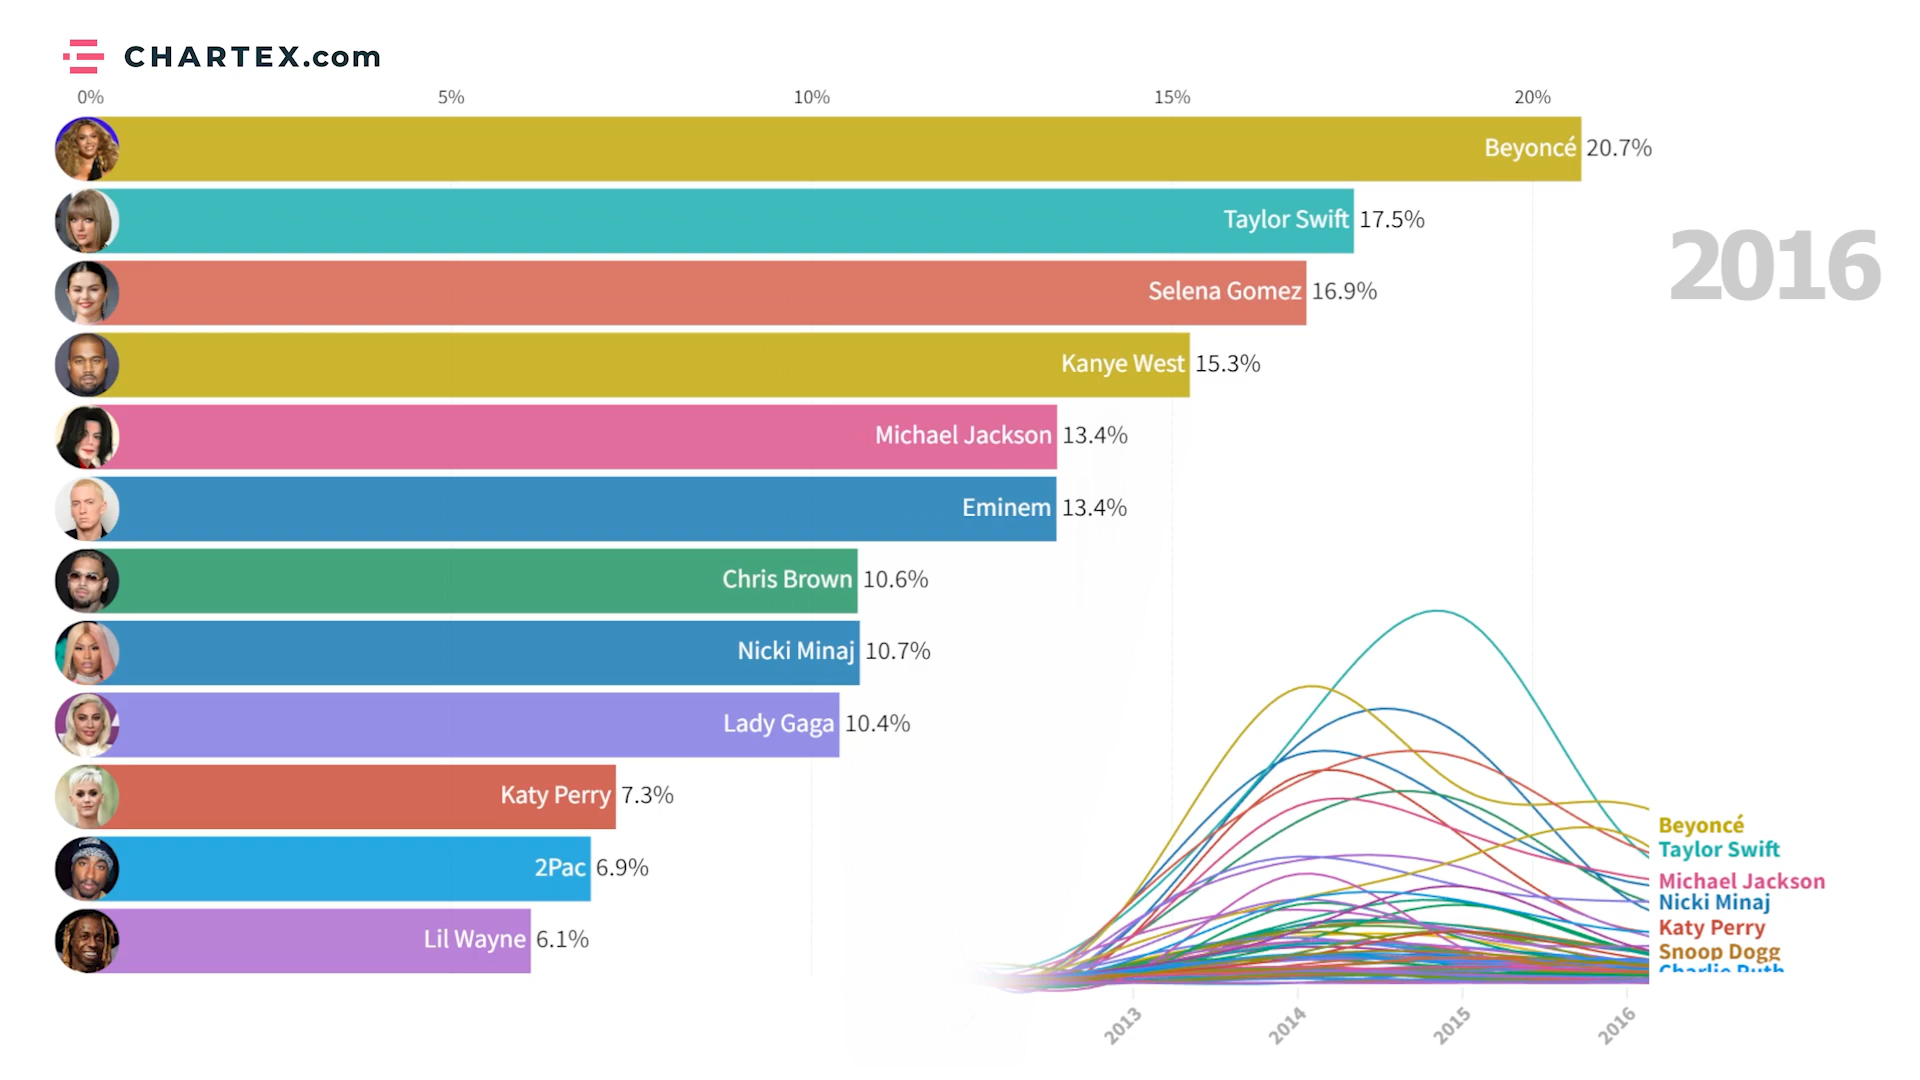 CHARTEX.com
0% 5% 10% 15% 20%
Beyoncé 20.7%
Taylor Swift 17.5%
2016
Selena Gomez 16.9%
Kanye West 15.3%
Michael Jackson 13.4%
Eminem 13.4%
Chris Brown 10.6%
Nicki Minaj 10.7%
Lady Gaga 10.4%
Katy Perry 7.3%
2Pac 6.9%
Lil Wayne 6.1%
Beyoncé
Taylor Swift
Michael Jackson
Nicki Minaj
Katy Perry
Snoop Dogg
Charlie Puth
2013 2014 2015 2016